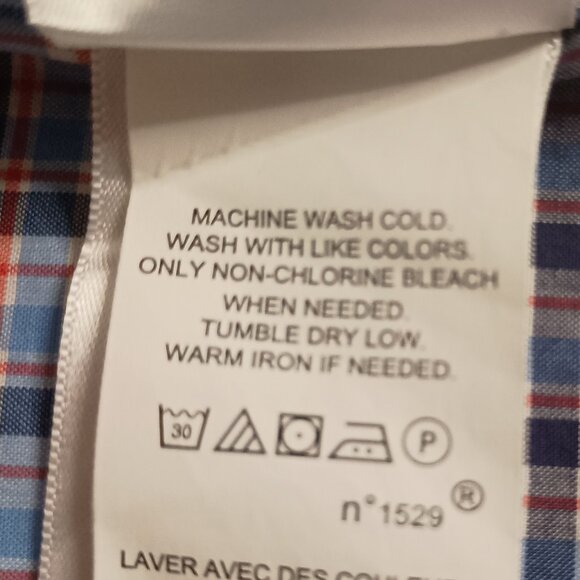 MACHINE WASH COLD.
WASH WITH LIKE COLORS.
ONLY NON-CHLORINE BLEACH
WHEN NEEDED.
TUMBLE DRY LOW.
WARM IRON IF NEEDED.
30 P
n°1529®
LAVER AVEC DES